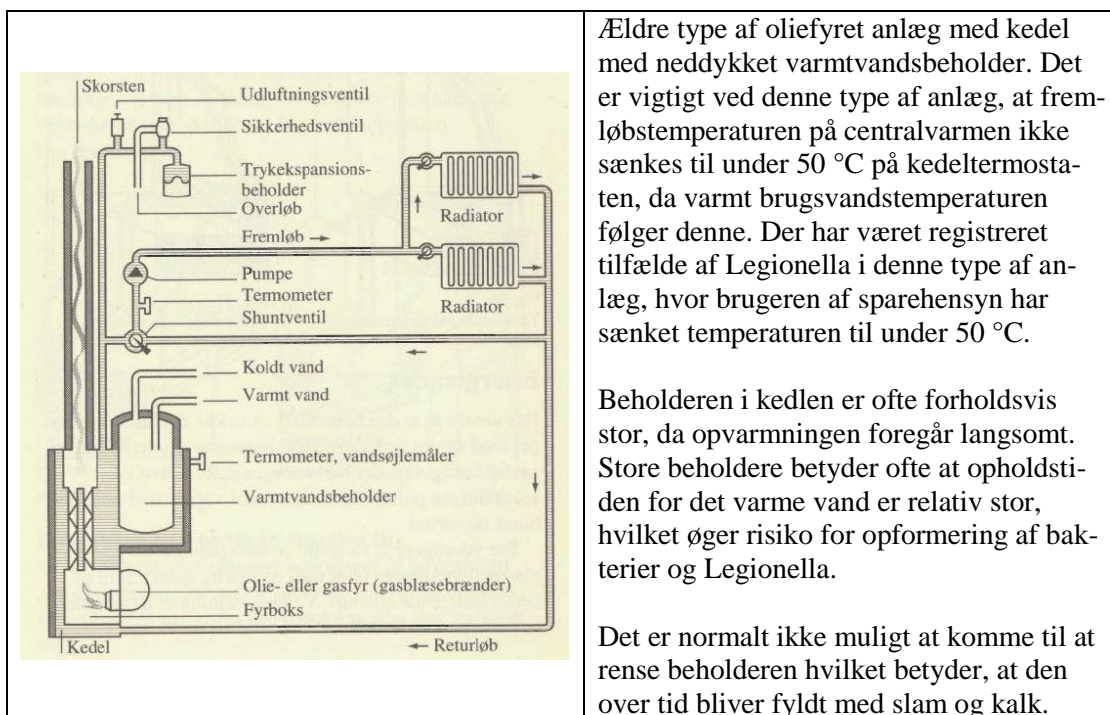 Skorsten
Udluftningsventil
Sikkerhedsventil
Trykekspansions-
beholder
Overløb
Fremløb →
Pumpe
Termometer
Shuntventil
Radiator
Radiator
Koldt vand
Varmt vand
Termometer, vandsøjlemåler
Varmtvandsbeholder
Olie- eller gasfyr (gasblæsebrænder)
Fyrboks
Kedel
← Returløb
Ældre type af oliefyret anlæg med kedel
med neddykket varmtvandsbeholder. Det
er vigtigt ved denne type af anlæg, at frem-
løbstemperaturen på centralvarmen ikke
sænkes til under 50 °C på kedeltermosta-
ten, da varmt brugsvandstemperaturen
følger denne. Der har været registreret
tilfælde af Legionella i denne type af an-
læg, hvor brugeren af sparehensyn har
sænket temperaturen til under 50 °C.
Beholderen i kedlen er ofte forholdsvis
stor, da opvarmningen foregår langsomt.
Store beholdere betyder ofte at opholdsti-
den for det varme vand er relativ stor,
hvilket øger risiko for opformering af bak-
terier og Legionella.
Det er normalt ikke muligt at komme til at
rense beholderen hvilket betyder, at den
over tid bliver fyldt med slam og kalk.